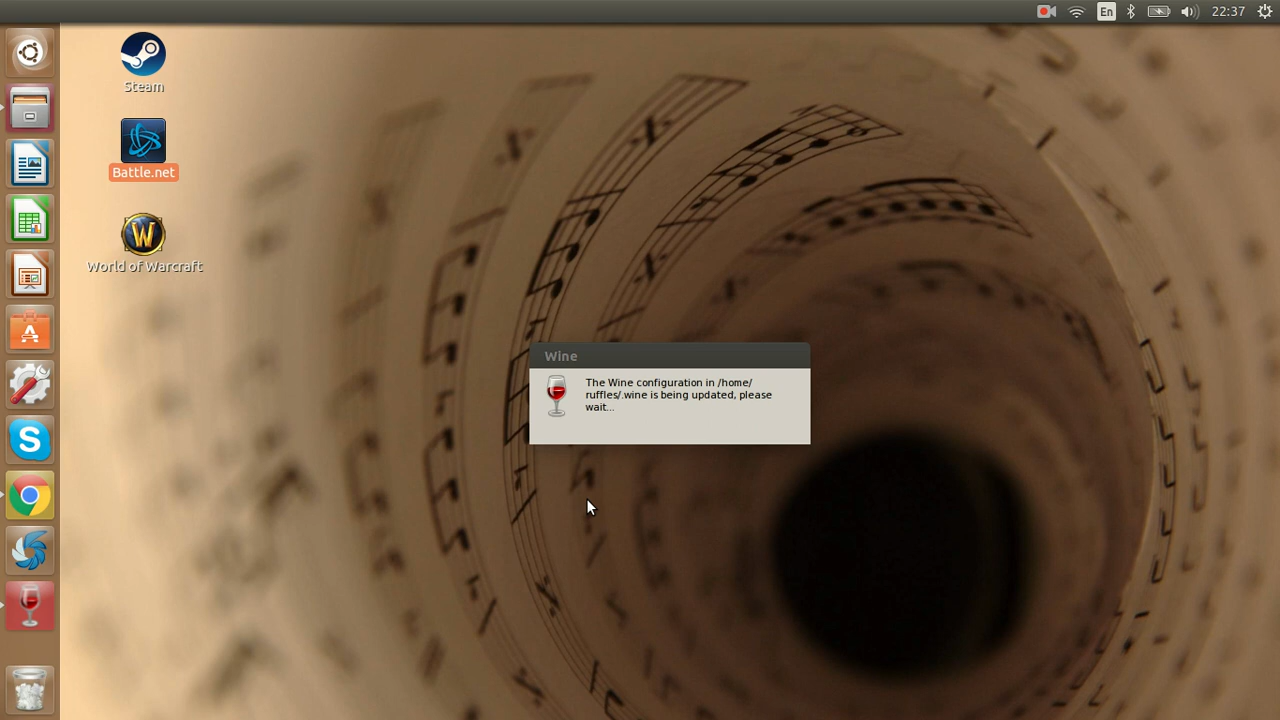 En
22:37
Steam
Battle.net
World of Warcraft
Wine
The Wine configuration in /home/
ruffles/.wine is being updated, please
wait...